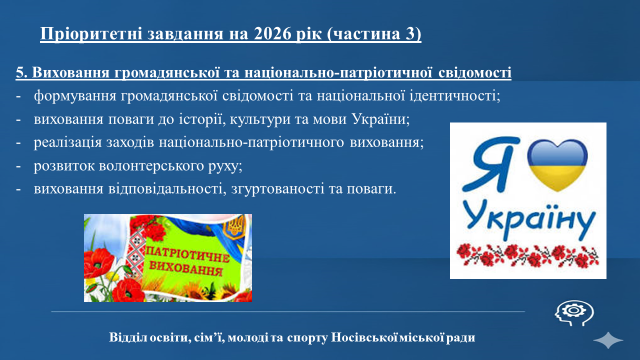 Пріоритетні завдання на 2026 рік (частина 3)
5. Виховання громадянської та національно-патріотичної свідомості
- формування громадянської свідомості та національної ідентичності;
- виховання поваги до історії, культури та мови України;
- реалізація заходів національно-патріотичного виховання;
- розвиток волонтерського руху;
- виховання відповідальності, згуртованості та поваги.
Я
Україну
ПАТРІОТИЧНЕ
ВИХОВАННЯ
Відділ освіти, сім’ї, молоді та спорту Носівської міської ради